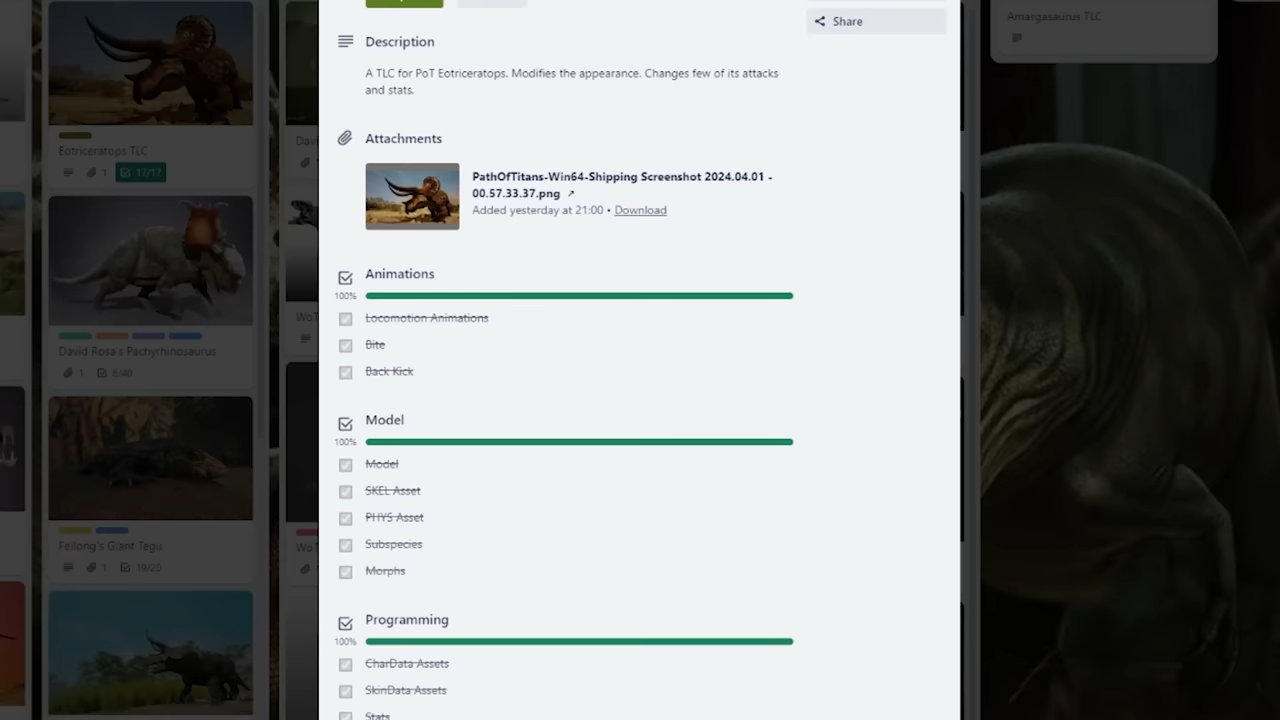 Share
Amargasaurus TLC
Description
A TLC for PoT Eotriceratops. Modifies the appearance. Changes few of its attacks
and stats.
Attachments
PathOfTitans-Win64-Shipping Screenshot 2024.04.01 -
00.57.33.37.png ↗
Added yesterday at 21:00 • Download
Animations
100%
Locomotion Animations
Bite
Back Kick
Model
100%
Model
SKEL Asset
PHYS Asset
Subspecies
Morphs
Programming
100%
CharData Assets
SkinData Assets
Stats
Eotriceratops TLC
1 17/17
David Rosa's Pachyrhinosaurus
1 6/40
Feilong's Giant Tegu
1 19/20
Davi
WoT
WoT